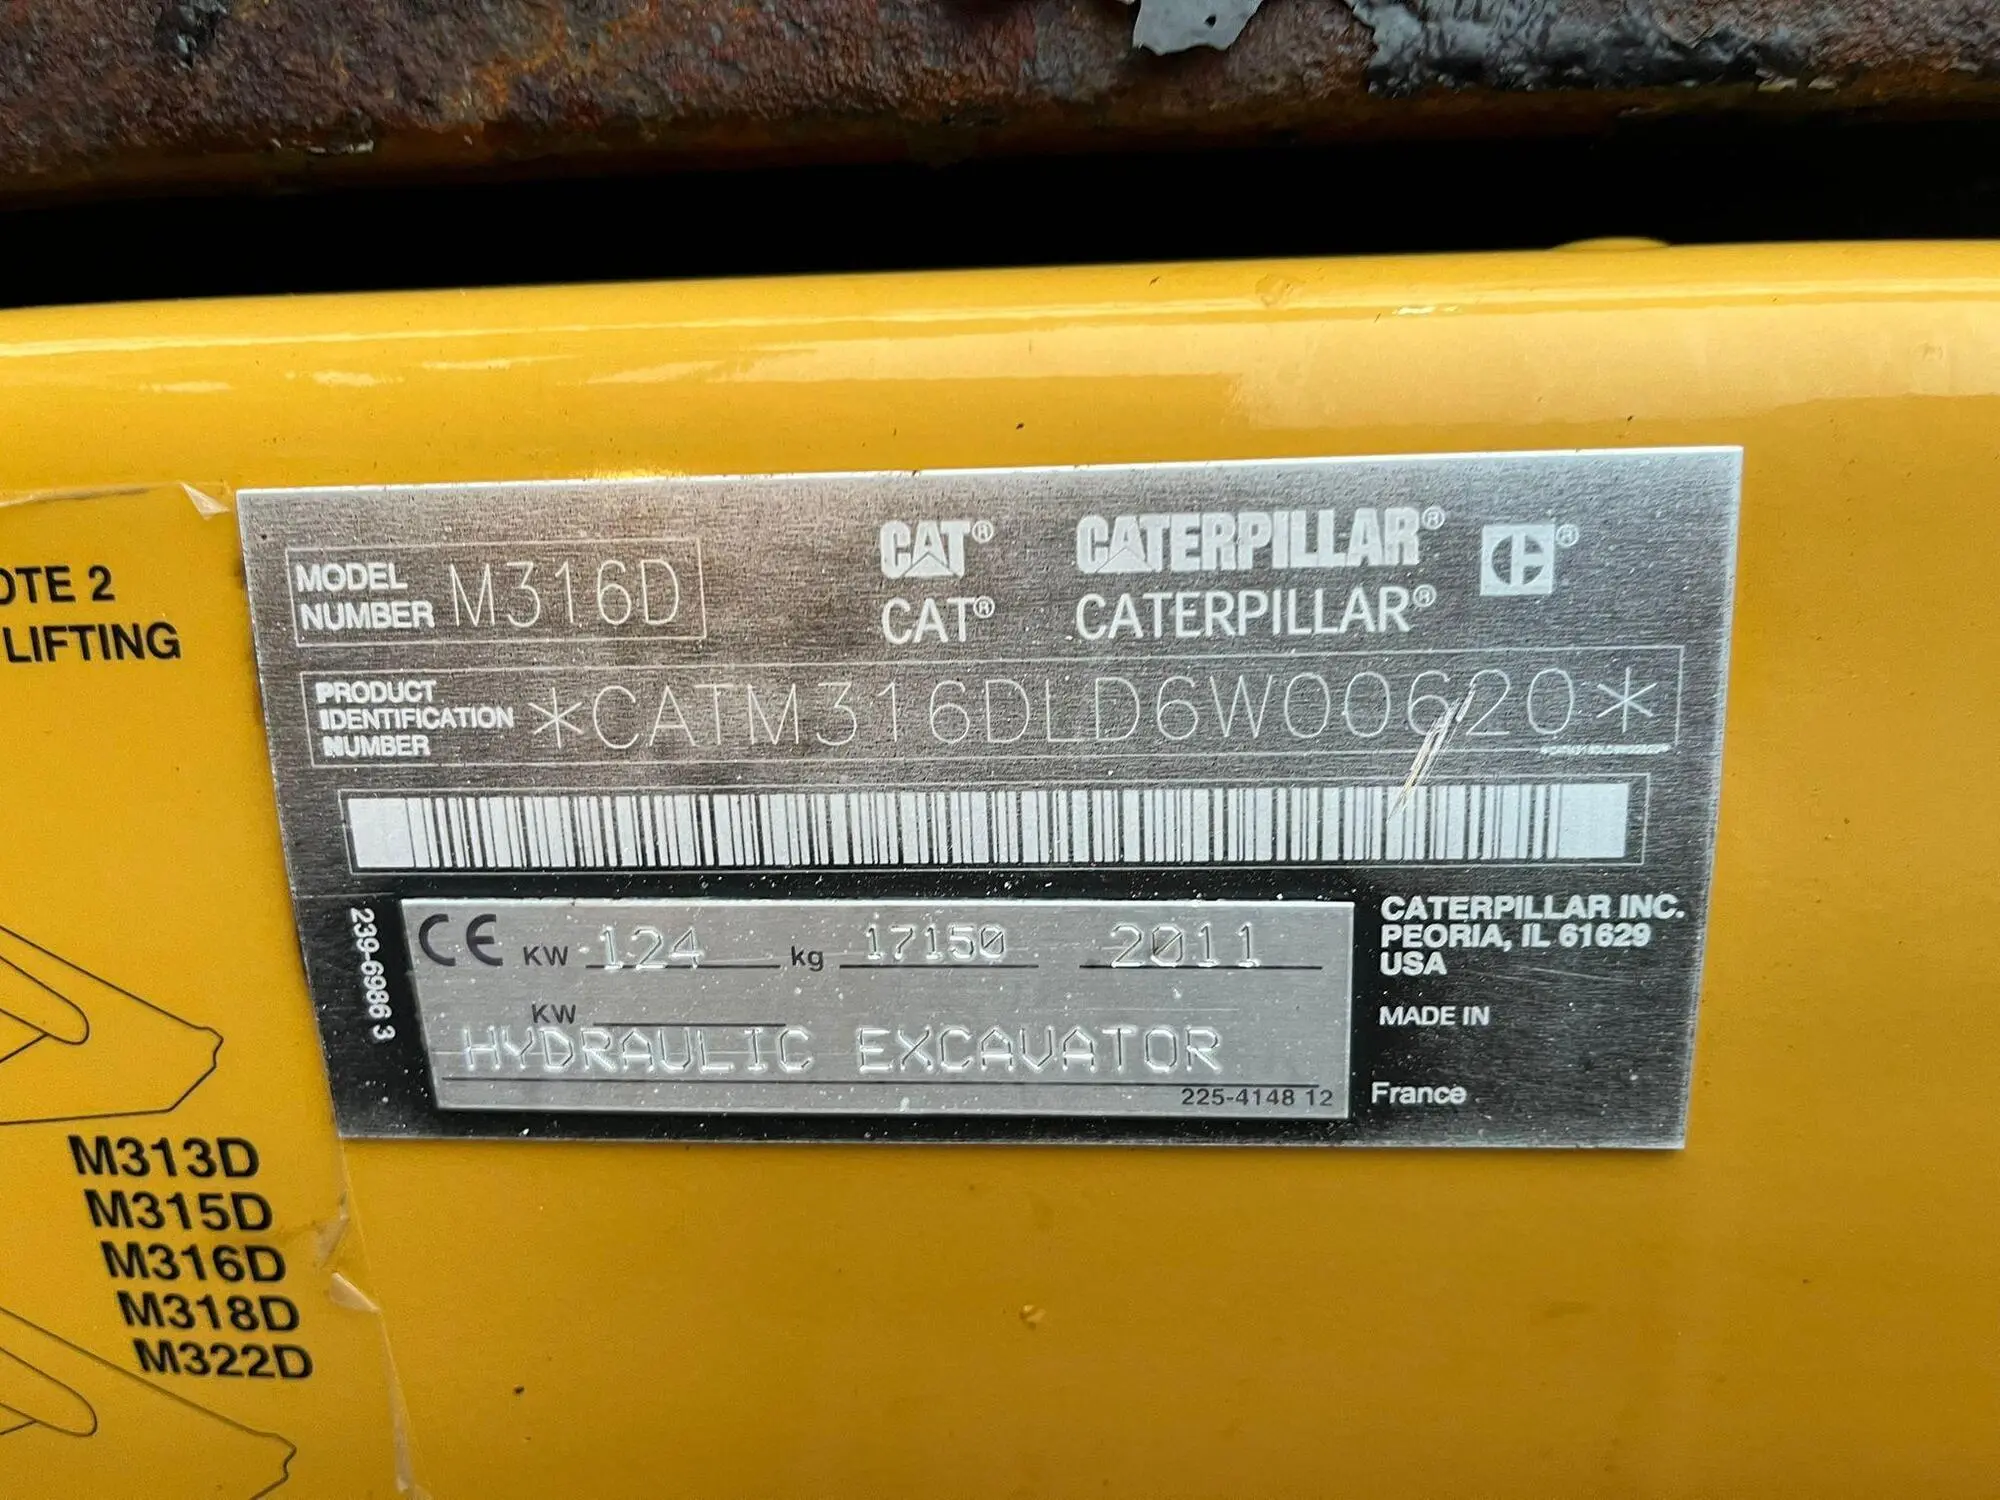 OTE 2
LIFTING
MODEL
NUMBER
M316D
CAT®
CATERPILLAR®
CAT®
CATERPILLAR®
PRODUCT
IDENTIFICATION
NUMBER
*CATM316DLD6W00620*
239-6986 3
CE KW 124 kg 17150 2011
KW
HYDRAULIC EXCAVATOR
225-4148 12
CATERPILLAR INC.
PEORIA, IL 61629
USA
MADE IN
France
M313D
M315D
M316D
M318D
M322D